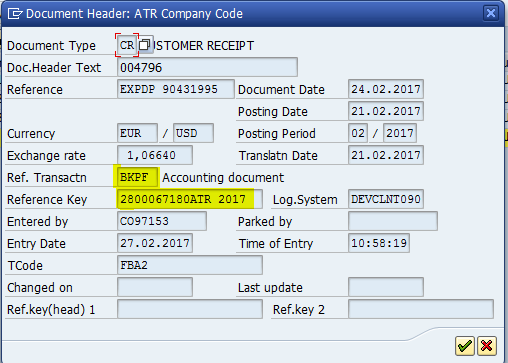 Document Header: ATR Company Code
Document Type CR STOMER RECEIPT
Doc.Header Text 004796
Reference EXPDP 90431995 Document Date 24.02.2017
Posting Date 21.02.2017
Currency EUR / USD Posting Period 02 / 2017
Exchange rate 1,06640 Translatn Date 21.02.2017
Ref. Transactn BKPF Accounting document
Reference Key 2800067180ATR 2017 Log.System DEVCLNT090
Entered by CO97153 Parked by
Entry Date 27.02.2017 Time of Entry 10:58:19
TCode FBA2
Changed on Last update
Ref.key(head) 1 Ref.key 2